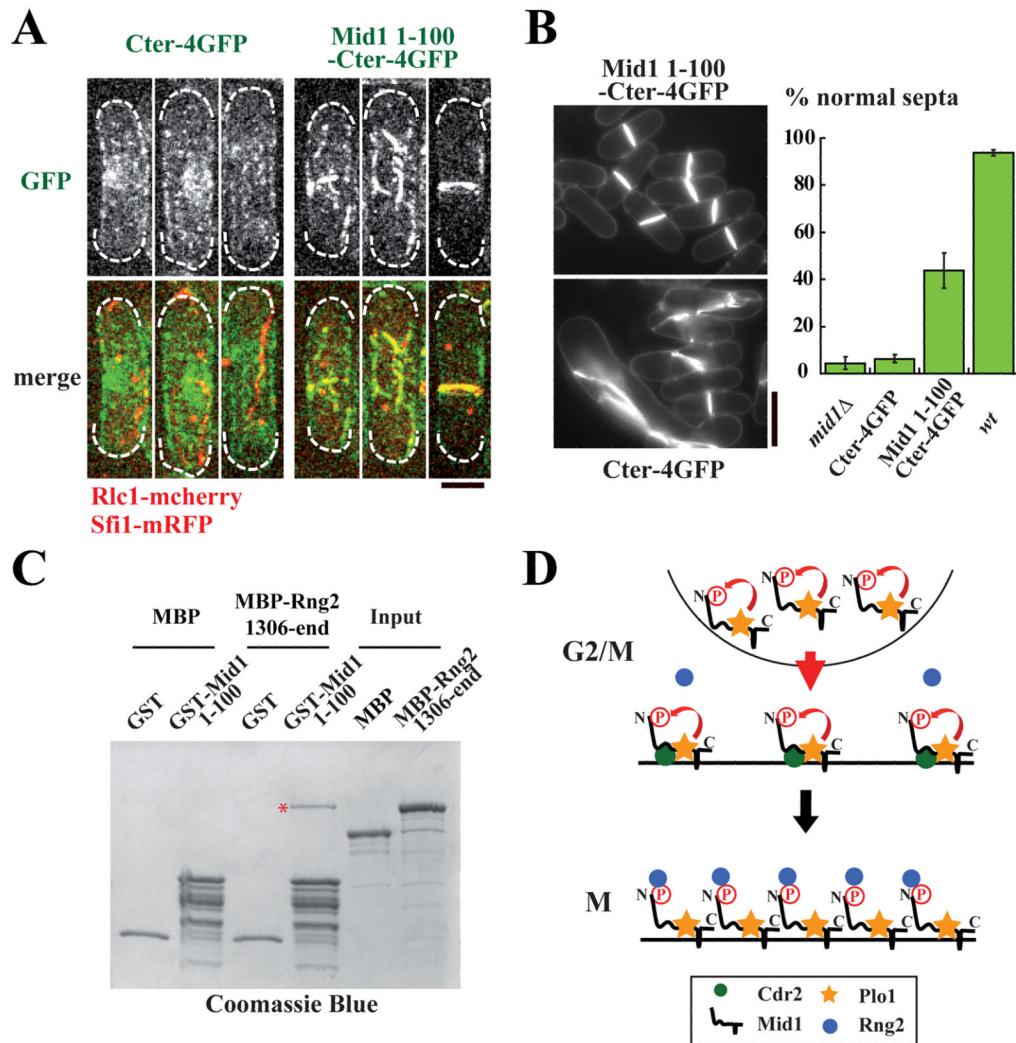 A
Cter-4GFP
Mid1 1-100
-Cter-4GFP
GFP
merge
Rlc1-mcherry
Sfi1-mRFP
B
Mid1 1-100
-Cter-4GFP
Cter-4GFP
% normal septa
100
80
60
40
20
0
mid1Δ
Cter-4GFP
Mid1 1-100
Cter-4GFP
wt
C
MBP
MBP-Rng2
1306-end
Input
GST
GST-Mid1
1-100
GST
GST-Mid1
1-100
MBP
MBP-Rng2
1306-end
*
Coomassie Blue
D
G2/M
N P C
N P C
N P C
N P C
N P C
N P C
M
N P C
N P C
N P C
N P C
N P C
Cdr2
Plo1
Mid1
Rng2